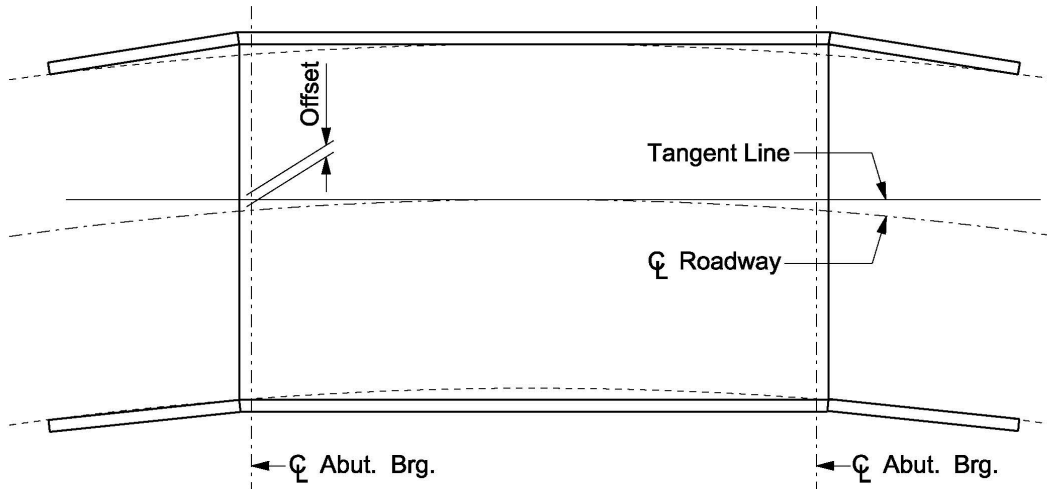 Offset
Tangent Line
℄ Roadway
℄ Abut. Brg.
℄ Abut. Brg.